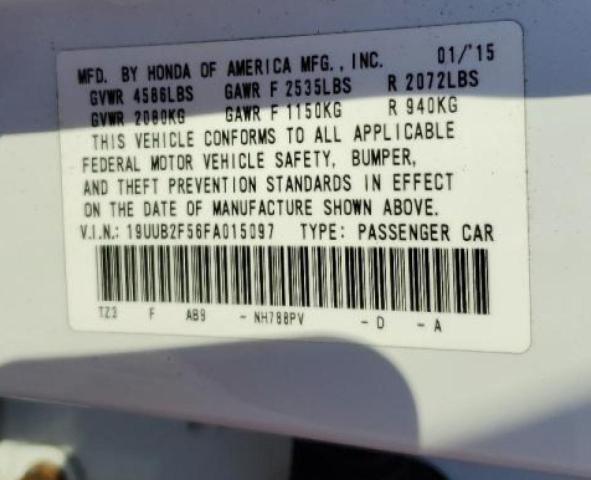 MFD. BY HONDA OF AMERICA MFG., INC. 01/'15
GVWR 4586LBS GAWR F 2535LBS R 2072LBS
GVWR 2080KG GAWR F 1150KG R 940KG
THIS VEHICLE CONFORMS TO ALL APPLICABLE
FEDERAL MOTOR VEHICLE SAFETY, BUMPER,
AND THEFT PREVENTION STANDARDS IN EFFECT
ON THE DATE OF MANUFACTURE SHOWN ABOVE.
V.I.N.: 19UUB2F56FA015097 TYPE: PASSENGER CAR
TZ3 F AB9 - NH788PV - D - A